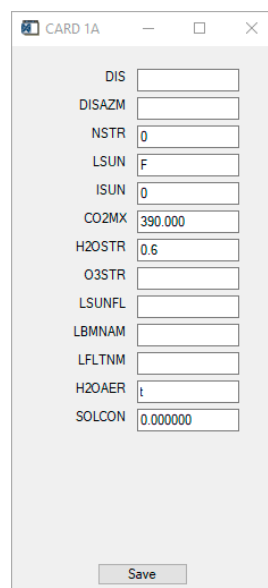 CARD 1A
DIS
DISAZM
NSTR 0
LSUN F
ISUN 0
CO2MX 390.000
H2OSTR 0.6
O3STR
LSUNFL
LBMNAM
LFLTNM
H2OAER t
SOLCON 0.000000
Save